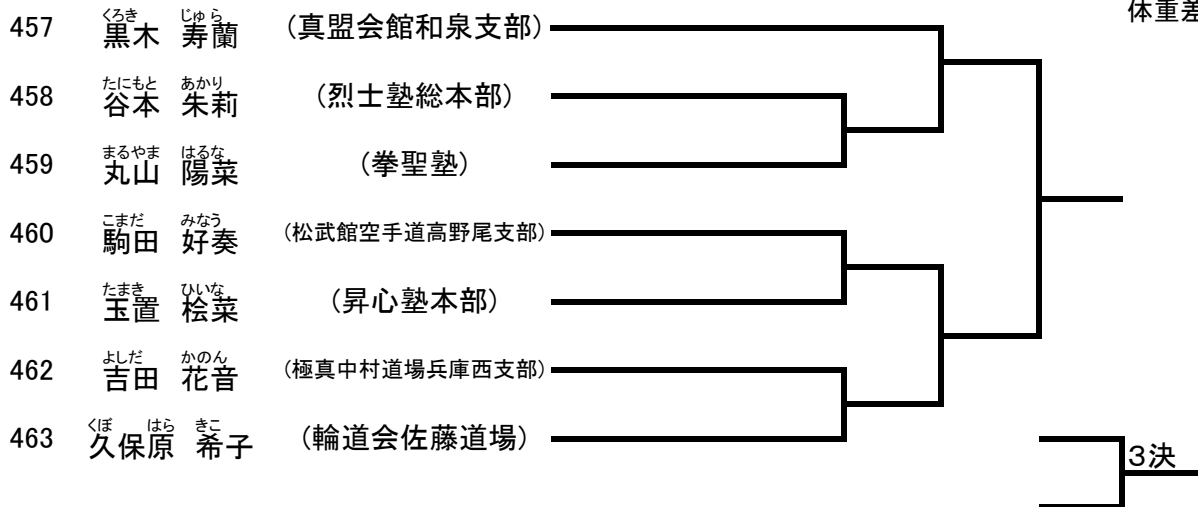 体重差
くろき じゅら
457 黒木 寿蘭 (真盟会館和泉支部)
たにもと あかり
458 谷本 朱莉 (烈士塾総本部)
まるやま はるな
459 丸山 陽菜 (拳聖塾)
こまだ みなう
460 駒田 好奏 (松武館空手道高野尾支部)
たまき ひいな
461 玉置 桧菜 (昇心塾本部)
よしだ かのん
462 吉田 花音 (極真中村道場兵庫西支部)
くぼ はら きこ
463 久保原 希子 (輪道会佐藤道場)
3決